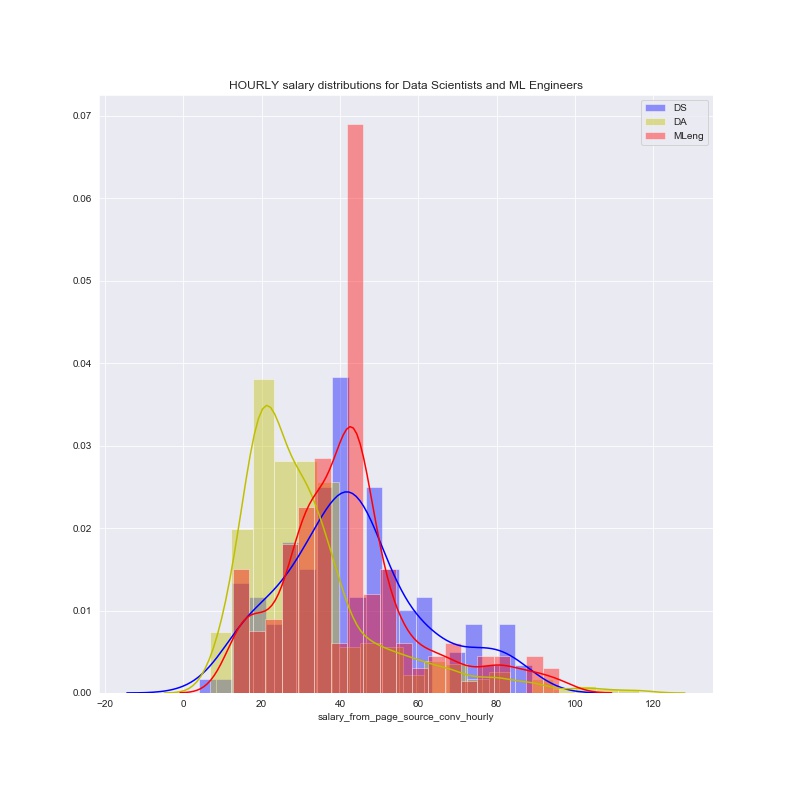 HOURLY salary distributions for Data Scientists and ML Engineers
DS
DA
MLeng
0.07
0.06
0.05
0.04
0.03
0.02
0.01
0.00
−20 0 20 40 60 80 100 120
salary_from_page_source_conv_hourly